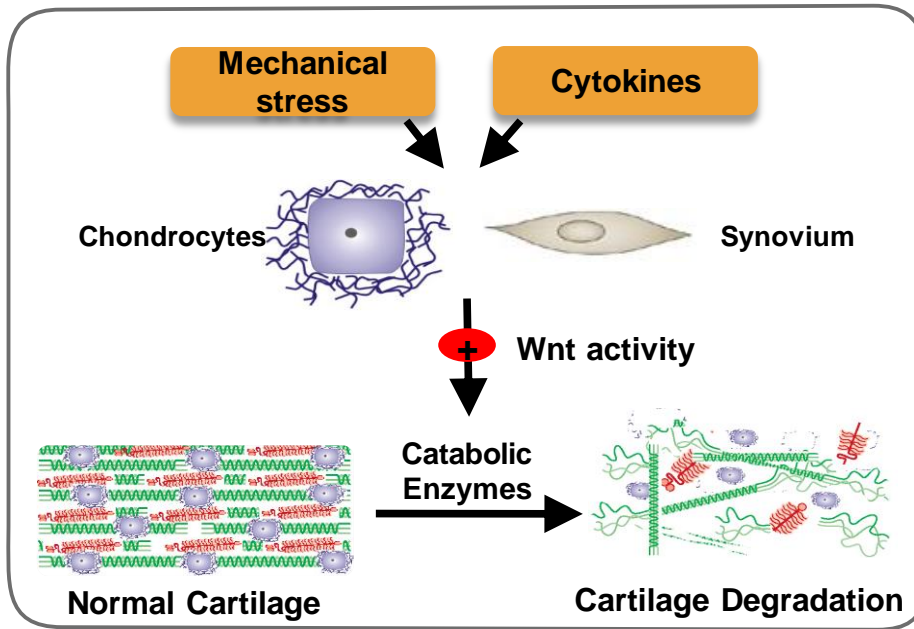 Mechanical
stress
Cytokines
Chondrocytes
Synovium
+
Wnt activity
Catabolic
Enzymes
Normal Cartilage
Cartilage Degradation